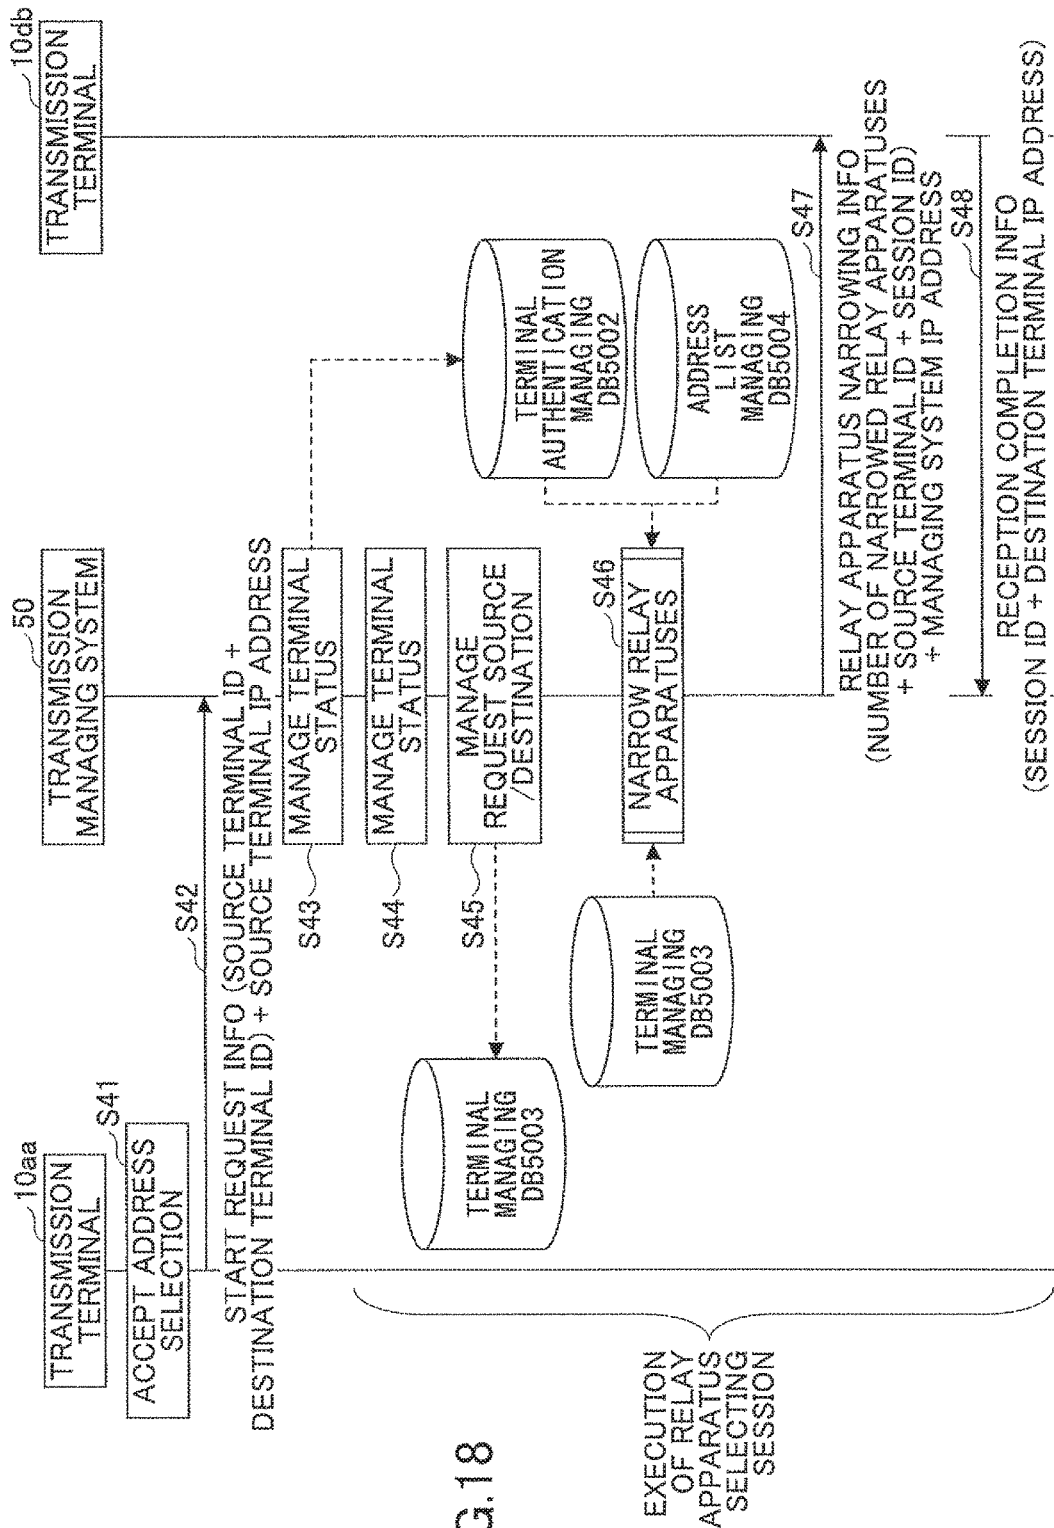 G.18
10aa
TRANSMISSION
TERMINAL
50
TRANSMISSION
MANAGING SYSTEM
10db
TRANSMISSION
TERMINAL
S41
ACCEPT ADDRESS
SELECTION
S42
START REQUEST INFO (SOURCE TERMINAL ID +
DESTINATION TERMINAL ID) + SOURCE TERMINAL IP ADDRESS
S43
MANAGE TERMINAL
STATUS
S44
MANAGE TERMINAL
STATUS
S45
MANAGE
REQUEST SOURCE
/DESTINATION
TERMINAL
MANAGING
DB5003
TERMINAL
AUTHENTICATION
MANAGING
DB5002
ADDRESS
LIST
MANAGING
DB5004
TERMINAL
MANAGING
DB5003
S46
NARROW RELAY
APPARATUSES
EXECUTION
OF RELAY
APPARATUS
SELECTING
SESSION
S47
RELAY APPARATUS NARROWING INFO
(NUMBER OF NARROWED RELAY APPARATUSES
+ SOURCE TERMINAL ID + SESSION ID)
+ MANAGING SYSTEM IP ADDRESS
S48
RECEPTION COMPLETION INFO
(SESSION ID + DESTINATION TERMINAL IP ADDRESS)